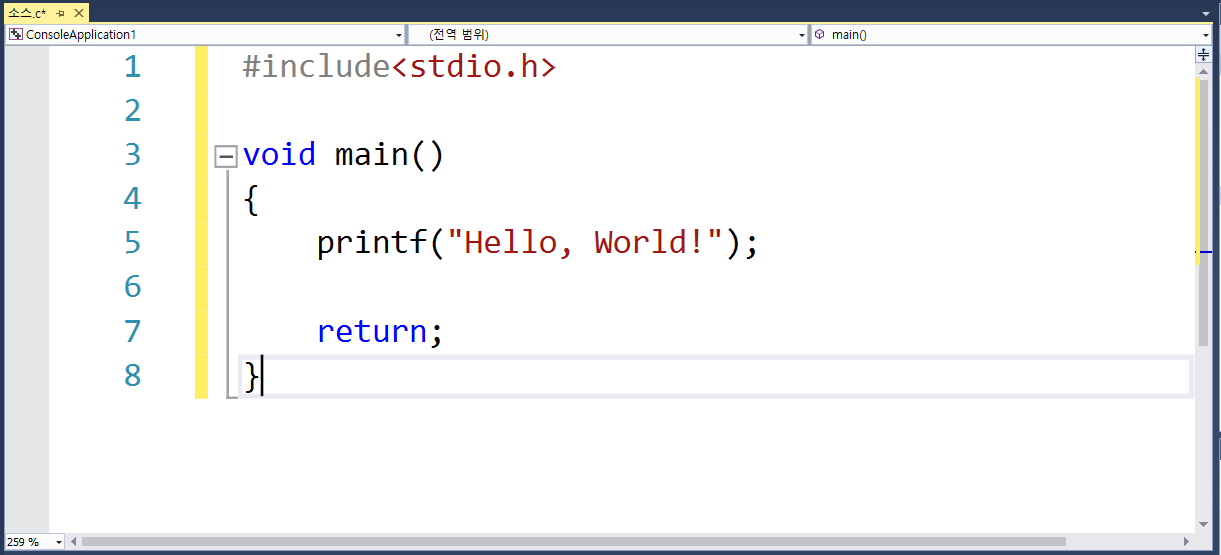 소스.c*
ConsoleApplication1 (전역 범위) main()
1 #include<stdio.h>
2
3 void main()
4 {
5 printf("Hello, World!");
6
7 return;
8 }
259 %